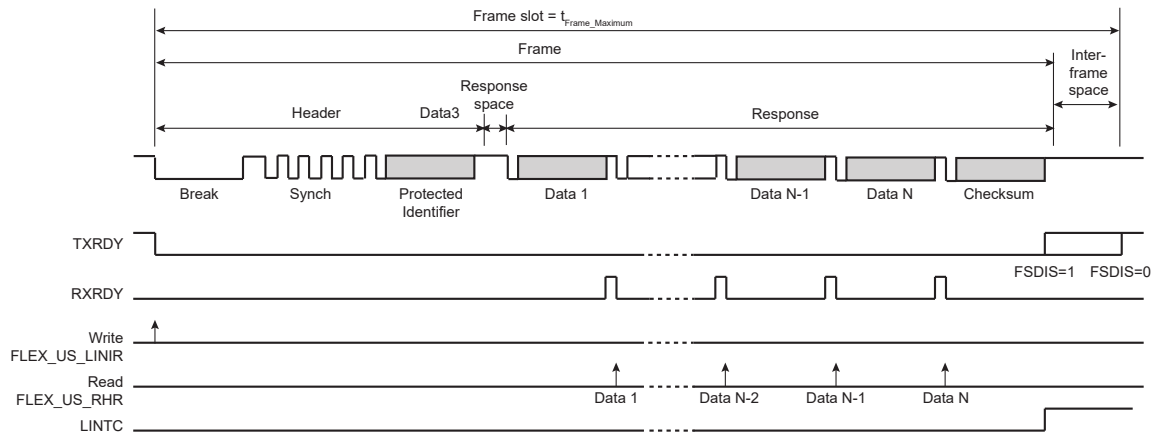 Frame slot = tFrame_Maximum
Frame
Inter-
frame
space
Response
space
Header
Data3
Response
Break
Synch
Protected
Identifier
Data 1
Data N-1
Data N
Checksum
TXRDY
FSDIS=1
FSDIS=0
RXRDY
Write
FLEX_US_LINIR
Read
FLEX_US_RHR
Data 1
Data N-2
Data N-1
Data N
LINTC